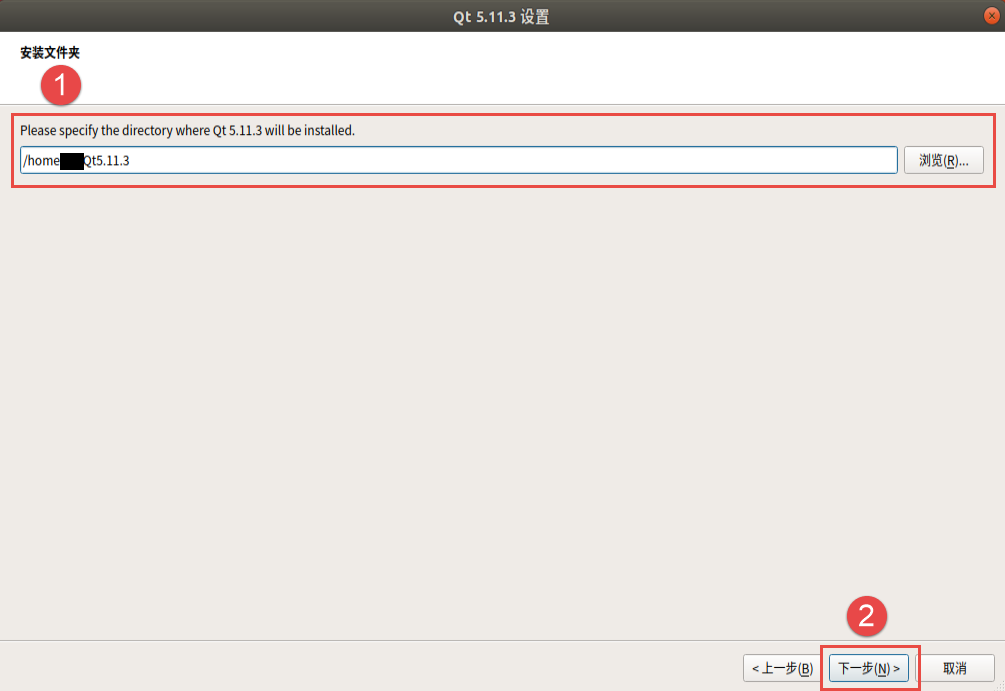 Qt 5.11.3 设置
安装文件夹
1
Please specify the directory where Qt 5.11.3 will be installed.
/home Qt5.11.3
浏览(R)...
2
< 上一步(B)
下一步(N) >
取消